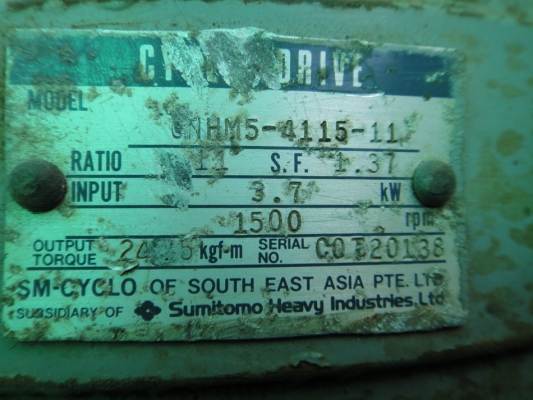 DRIVE
MODEL
CNHM5-4115-11
RATIO 11 S.F. 1.37
INPUT 3.7 kW
1500 rpm
OUTPUT TORQUE kgf-m SERIAL NO.
SM-CYCLO OF SOUTH EAST ASIA PTE. LTD
SUBSIDIARY OF Sumitomo Heavy Industries, Ltd